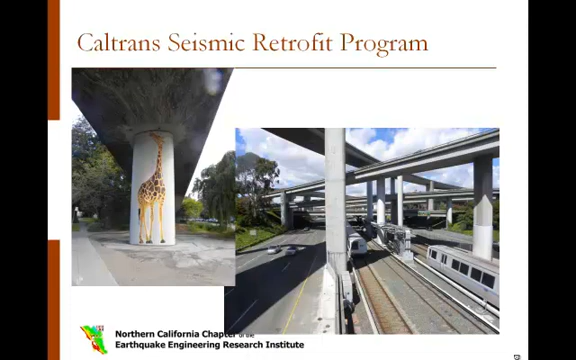 Caltrans Seismic Retrofit Program
Northern California Chapter of the
Earthquake Engineering Research Institute